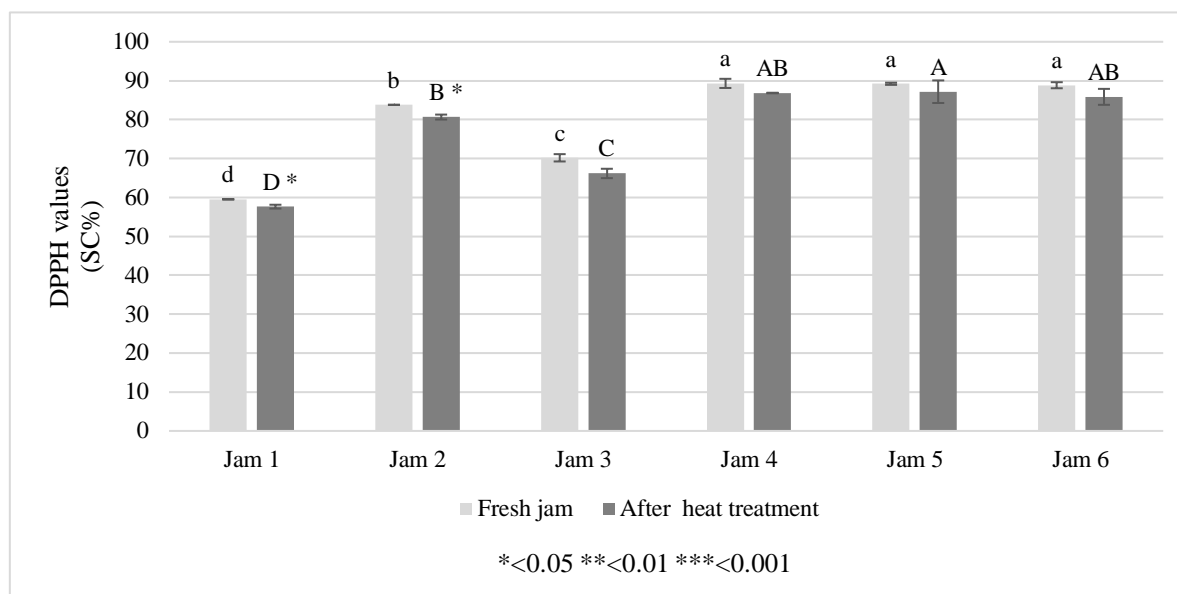 100
90
80
70
60
50
40
30
20
10
0
DPPH values
(SC%)
d
D *
b
B *
c
C
a
AB
a
A
a
AB
Jam 1
Jam 2
Jam 3
Jam 4
Jam 5
Jam 6
Fresh jam
After heat treatment
*<0.05 **<0.01 ***<0.001